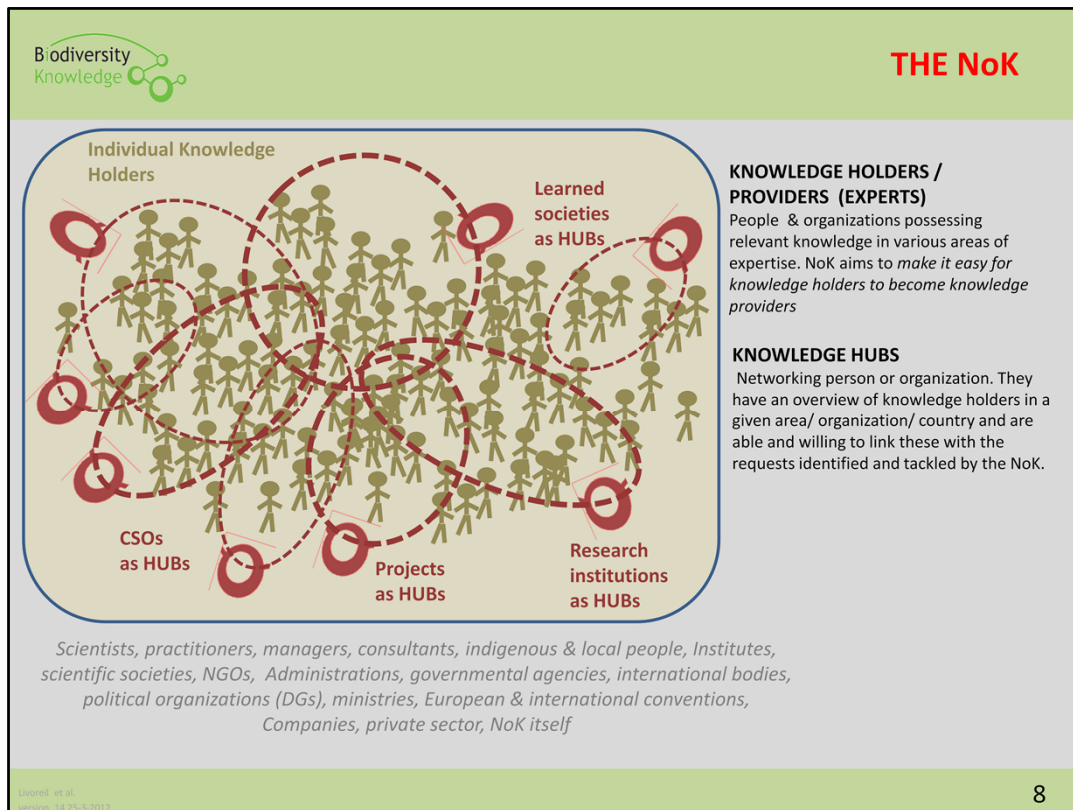 Biodiversity
Knowledge
THE NoK
Individual Knowledge
Holders
Learned
societies
as HUBs
CSOs
as HUBs
Projects
as HUBs
Research
institutions
as HUBs
KNOWLEDGE HOLDERS /
PROVIDERS (EXPERTS)
People & organizations possessing
relevant knowledge in various areas of
expertise. NoK aims to make it easy for
knowledge holders to become knowledge
providers
KNOWLEDGE HUBS
Networking person or organization. They
have an overview of knowledge holders in a
given area/ organization/ country and are
able and willing to link these with the
requests identified and tackled by the NoK.
Scientists, practitioners, managers, consultants, indigenous & local people, Institutes,
scientific societies, NGOs, Administrations, governmental agencies, international bodies,
political organizations (DGs), ministries, European & international conventions,
Companies, private sector, NoK itself
Livoreil et al.
version 14 25-3-2012
8